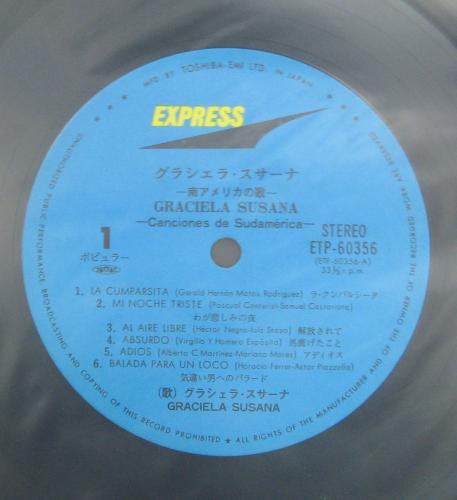 MFD. BY TOSHIBA-EMI LTD. IN JAPAN
EXPRESS
グラシェラ・スサーナ
―南アメリカの歌―
GRACIELA SUSANA
―Canciones de Sudamérica―
1
ポピュラー
STEREO
ETP-60356
(ETP-60356-A)
33⅓ r.p.m.
1. LA CUMPARSITA (Gerald Hernán Matos Rodriguez) ラ・クンパルシータ
2. MI NOCHE TRISTE (Pascual Contursi-Samuel Castriona)
わが悲しみの夜
3. AL AIRE LIBRE (Héctor Negro-Luis Stazo) 解放されて
4. ABSURDO (Virgilio Y Homero Expósito) 馬鹿げたこと
5. ADIOS (Alberto C. Martinez-Mariano Mores) アディオス
6. BALADA PARA UN LOCO (Horacio Ferrer-Astor Piazzolla)
気違い男へのバラード
(歌) グラシェラ・スサーナ
GRACIELA SUSANA
UNAUTHORIZED PUBLIC PERFORMANCE, BROADCASTING AND COPYING OF THIS RECORD PROHIBITED ★ ALL RIGHTS OF THE MANUFACTURER AND OF THE OWNER OF THE RECORDED WORK ARE RESERVED